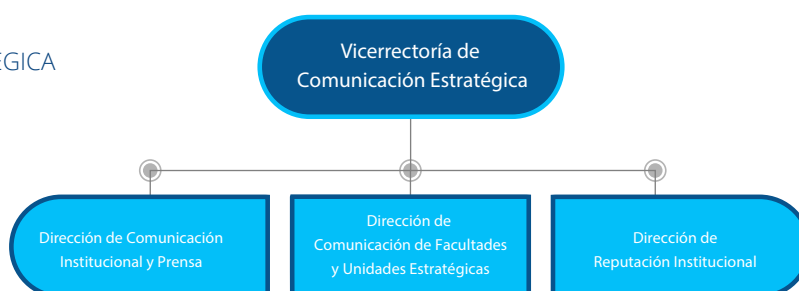 Vicerrectoría de
Comunicación Estratégica
ÉGICA
Dirección de Comunicación
Institucional y Prensa
Dirección de
Comunicación de Facultades
y Unidades Estratégicas
Dirección de
Reputación Institucional